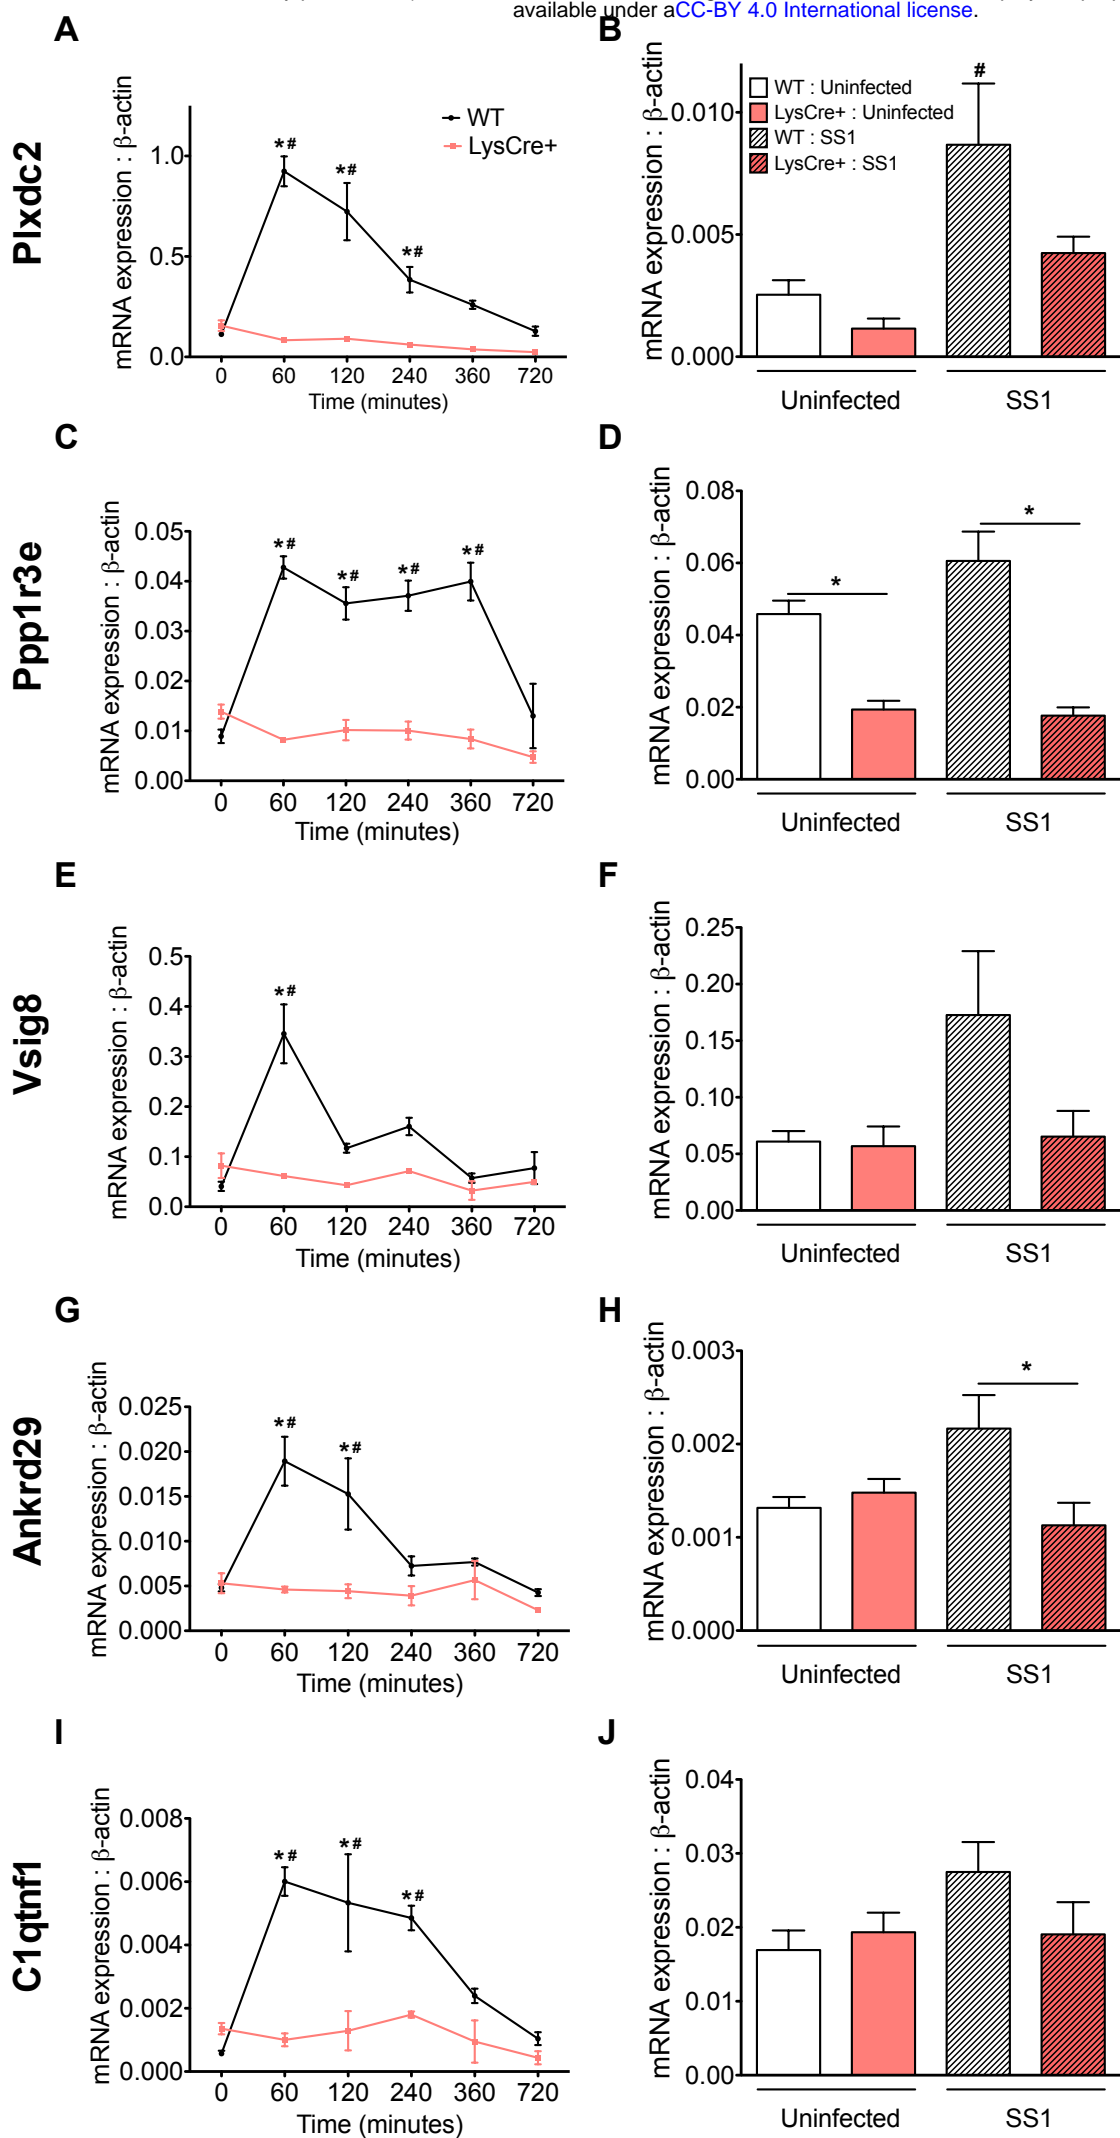 available under aCC-BY 4.0 International license.
A
B
Plxdc2
mRNA expression : β-actin
1.0
0.5
0.0
*#
*#
*#
WT
LysCre+
0 60 120 240 360 720
Time (minutes)
mRNA expression : β-actin
0.010
0.005
0.000
WT : Uninfected
LysCre+ : Uninfected
WT : SS1
LysCre+ : SS1
#
Uninfected SS1
C
D
Ppp1r3e
mRNA expression : β-actin
0.05
0.04
0.03
0.02
0.01
0.00
*#
*#
*#
*#
0 60 120 240 360 720
Time (minutes)
mRNA expression : β-actin
0.08
0.06
0.04
0.02
0.00
*
*
Uninfected SS1
E
F
Vsig8
mRNA expression : β-actin
0.5
0.4
0.3
0.2
0.1
0.0
*#
0 60 120 240 360 720
Time (minutes)
mRNA expression : β-actin
0.25
0.20
0.15
0.10
0.05
0.00
Uninfected SS1
G
H
Ankrd29
mRNA expression : β-actin
0.025
0.020
0.015
0.010
0.005
0.000
*#
*#
0 60 120 240 360 720
Time (minutes)
mRNA expression : β-actin
0.003
0.002
0.001
0.000
*
Uninfected SS1
I
J
C1qtnf1
mRNA expression : β-actin
0.008
0.006
0.004
0.002
0.000
*#
*#
*#
0 60 120 240 360 720
Time (minutes)
mRNA expression : β-actin
0.04
0.03
0.02
0.01
0.00
Uninfected SS1